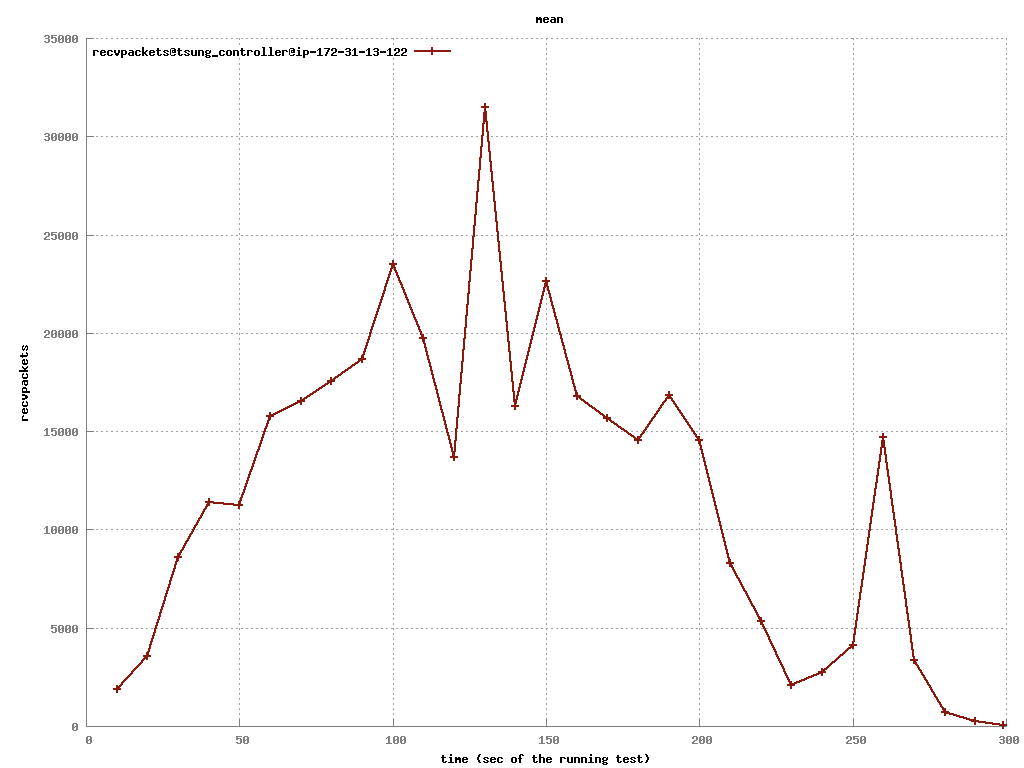 mean
35000
recvpackets@tsung_controller@ip-172-31-13-122
30000
25000
20000
recvpackets
15000
10000
5000
0
0 50 100 150 200 250 300
time (sec of the running test)